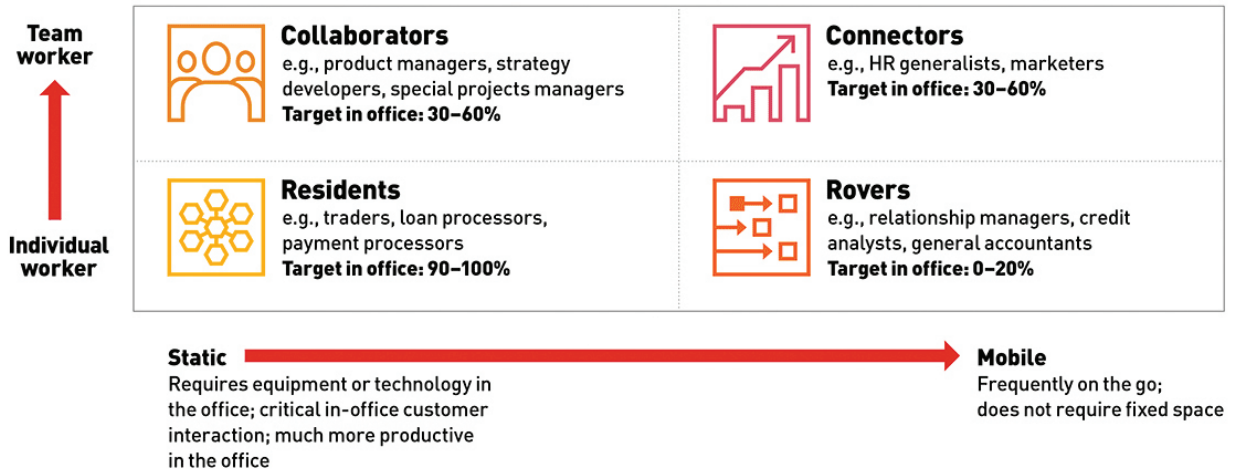 Team
worker
Individual
worker
Collaborators
e.g., product managers, strategy
developers, special projects managers
Target in office: 30–60%
Connectors
e.g., HR generalists, marketers
Target in office: 30–60%
Residents
e.g., traders, loan processors,
payment processors
Target in office: 90–100%
Rovers
e.g., relationship managers, credit
analysts, general accountants
Target in office: 0–20%
Static
Requires equipment or technology in
the office; critical in-office customer
interaction; much more productive
in the office
Mobile
Frequently on the go;
does not require fixed space